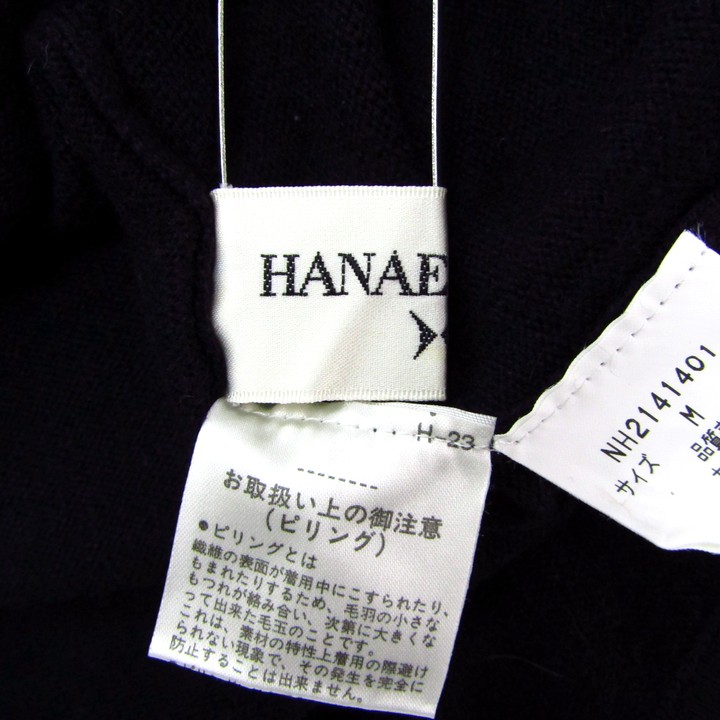 HANAE
H-23
--------
お取扱い上の御注意
(ピリング)
●ピリングとは
繊維の表面が着用中にこすられたり、
もまれたりするため、毛羽の小さな
もつれが絡み合い、次第に大きくな
って出来た毛玉のことです。
これは、素材の特性上着用の際避け
られない現象で、その発生を完全に
防止することは出来ません。
NH2141401
サイズ M
品質